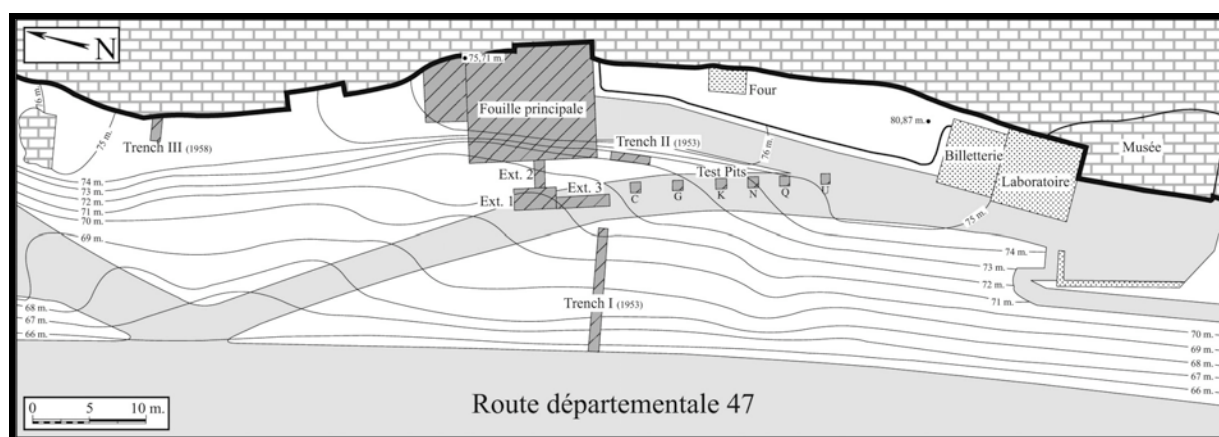 N
76 m.
75 m.
Trench III (1958)
74 m.
73 m.
72 m.
71 m.
70 m.
69 m.
68 m.
67 m.
66 m.
75,71 m.
Fouille principale
Four
80,87 m.
Billetterie
Laboratoire
Musée
Trench II (1953)
76 m.
Test Pits
Ext. 2
Ext. 3
Ext. 1
C
G
K
N
Q
U
75 m.
Trench I (1953)
74 m.
73 m.
72 m.
71 m.
70 m.
69 m.
68 m.
67 m.
66 m.
0 5 10 m.
Route départementale 47